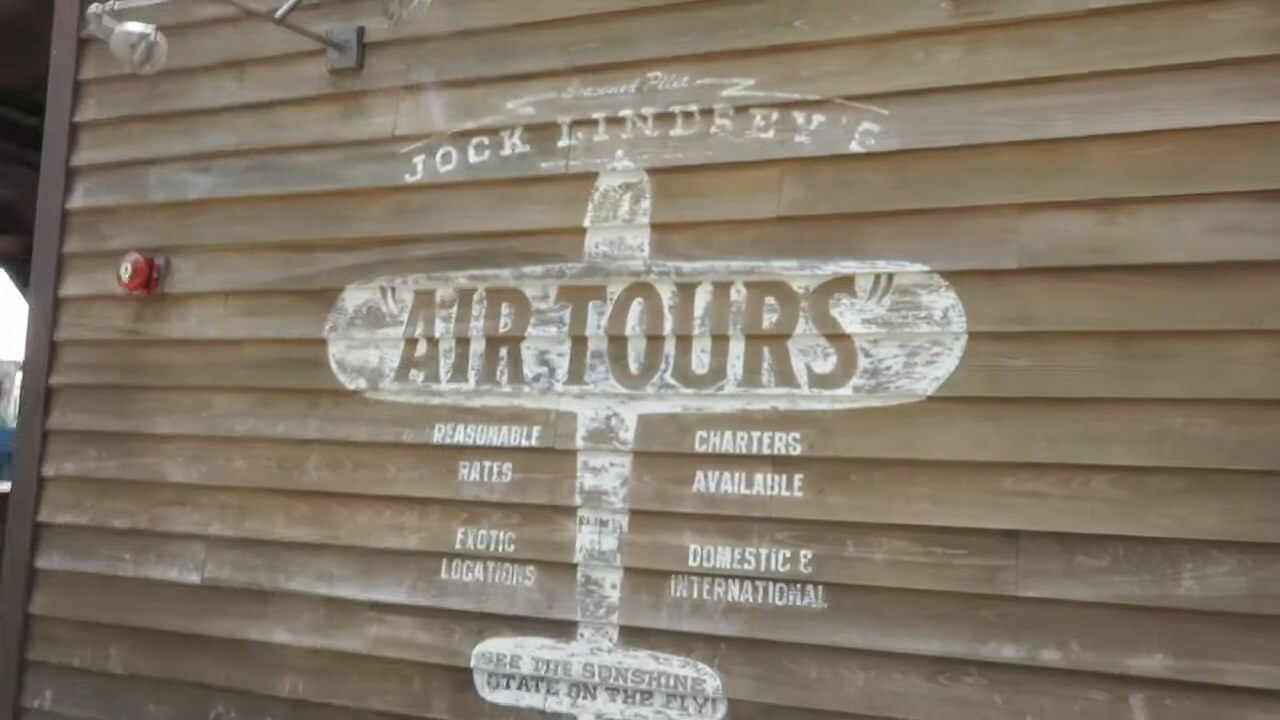 Seasoned Pilot
JOCK LINDSEY'S
"AIR TOURS"
REASONABLE
RATES
CHARTERS
AVAILABLE
EXOTIC
LOCATIONS
DOMESTIC &
INTERNATIONAL
SEE THE SUNSHINE
STATE ON THE FLY!